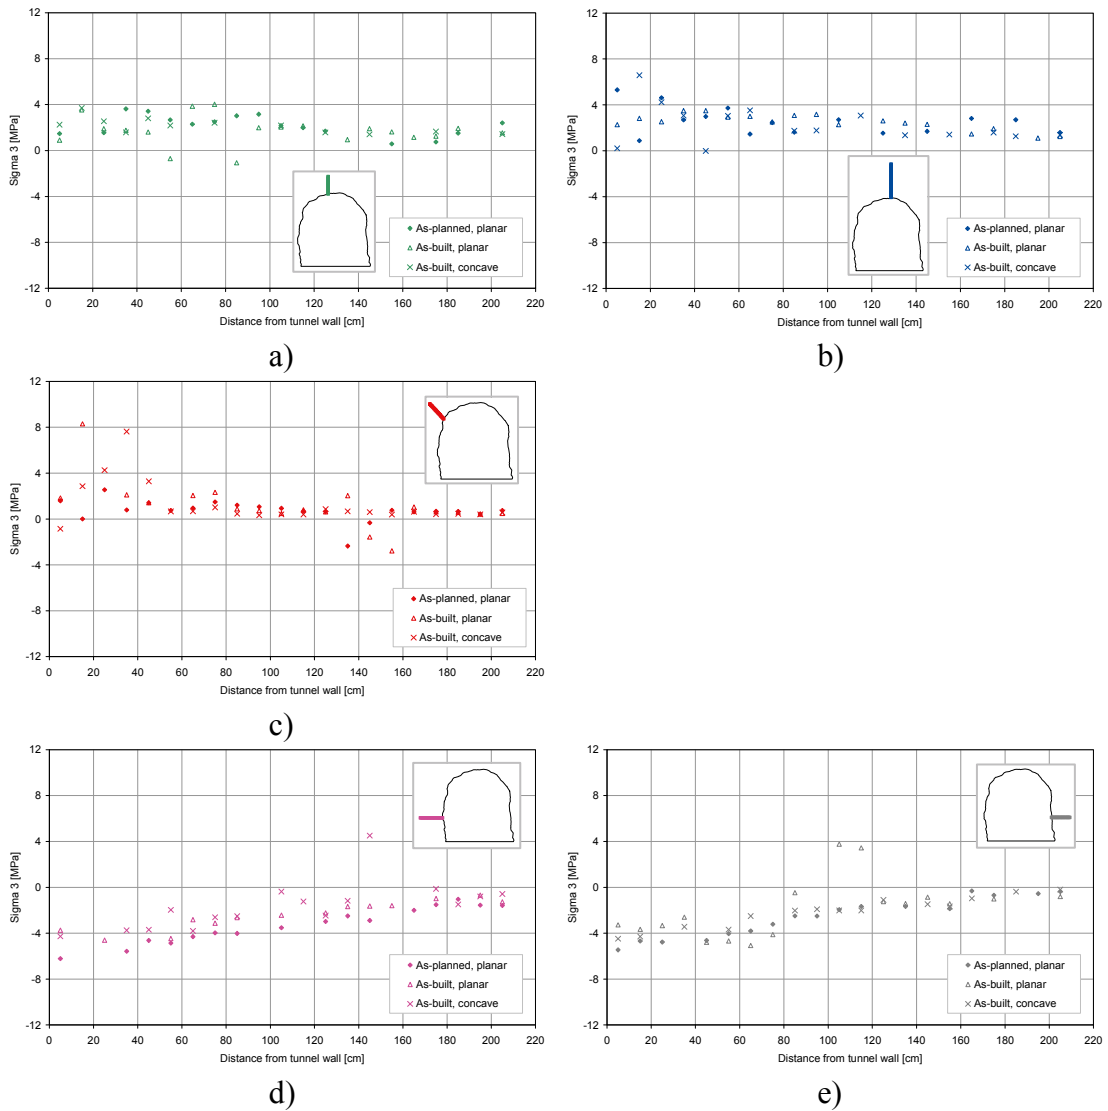 12
8
4
0
-4
-8
-12
Sigma 3 [MPa]
0 20 40 60 80 100 120 140 160 180 200 220
Distance from tunnel wall [cm]
As-planned, planar
As-built, planar
As-built, concave
a)
12
8
4
0
-4
-8
-12
Sigma 3 [MPa]
0 20 40 60 80 100 120 140 160 180 200 220
Distance from tunnel wall [cm]
As-planned, planar
As-built, planar
As-built, concave
b)
12
8
4
0
-4
-8
-12
Sigma 3 [MPa]
0 20 40 60 80 100 120 140 160 180 200 220
Distance from tunnel wall [cm]
As-planned, planar
As-built, planar
As-built, concave
c)
12
8
4
0
-4
-8
-12
Sigma 3 [MPa]
0 20 40 60 80 100 120 140 160 180 200 220
Distance from tunnel wall [cm]
As-planned, planar
As-built, planar
As-built, concave
d)
12
8
4
0
-4
-8
-12
Sigma 3 [MPa]
0 20 40 60 80 100 120 140 160 180 200 220
Distance from tunnel wall [cm]
As-planned, planar
As-built, planar
As-built, concave
e)